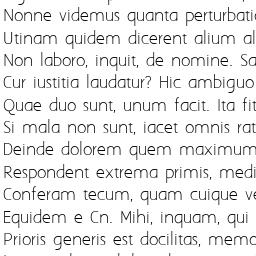 Nonne videmus quanta perturbati
Utinam quidem dicerent alium al
Non laboro, inquit, de nomine. Sa
Cur iustitia laudatur? Hic ambiguo
Quae duo sunt, unum facit. Ita fit
Si mala non sunt, iacet omnis rat
Deinde dolorem quem maximum
Respondent extrema primis, medi
Conferam tecum, quam cuique ve
Equidem e Cn. Mihi, inquam, qui
Prioris generis est docilitas, memo